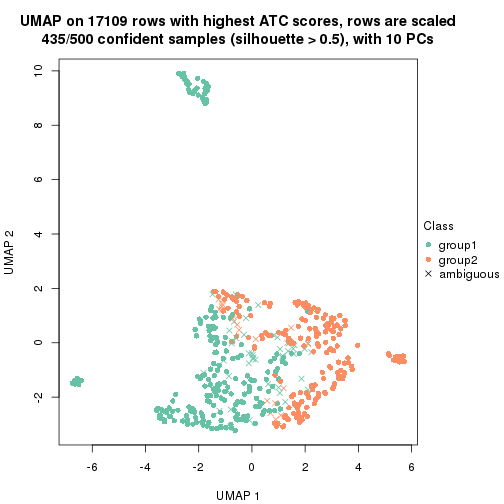 UMAP on 17109 rows with highest ATC scores, rows are scaled
435/500 confident samples (silhouette > 0.5), with 10 PCs
10
8
6
4
2
0
-2
UMAP 2
-6
-4
-2
0
2
4
6
UMAP 1
Class
group1
group2
ambiguous